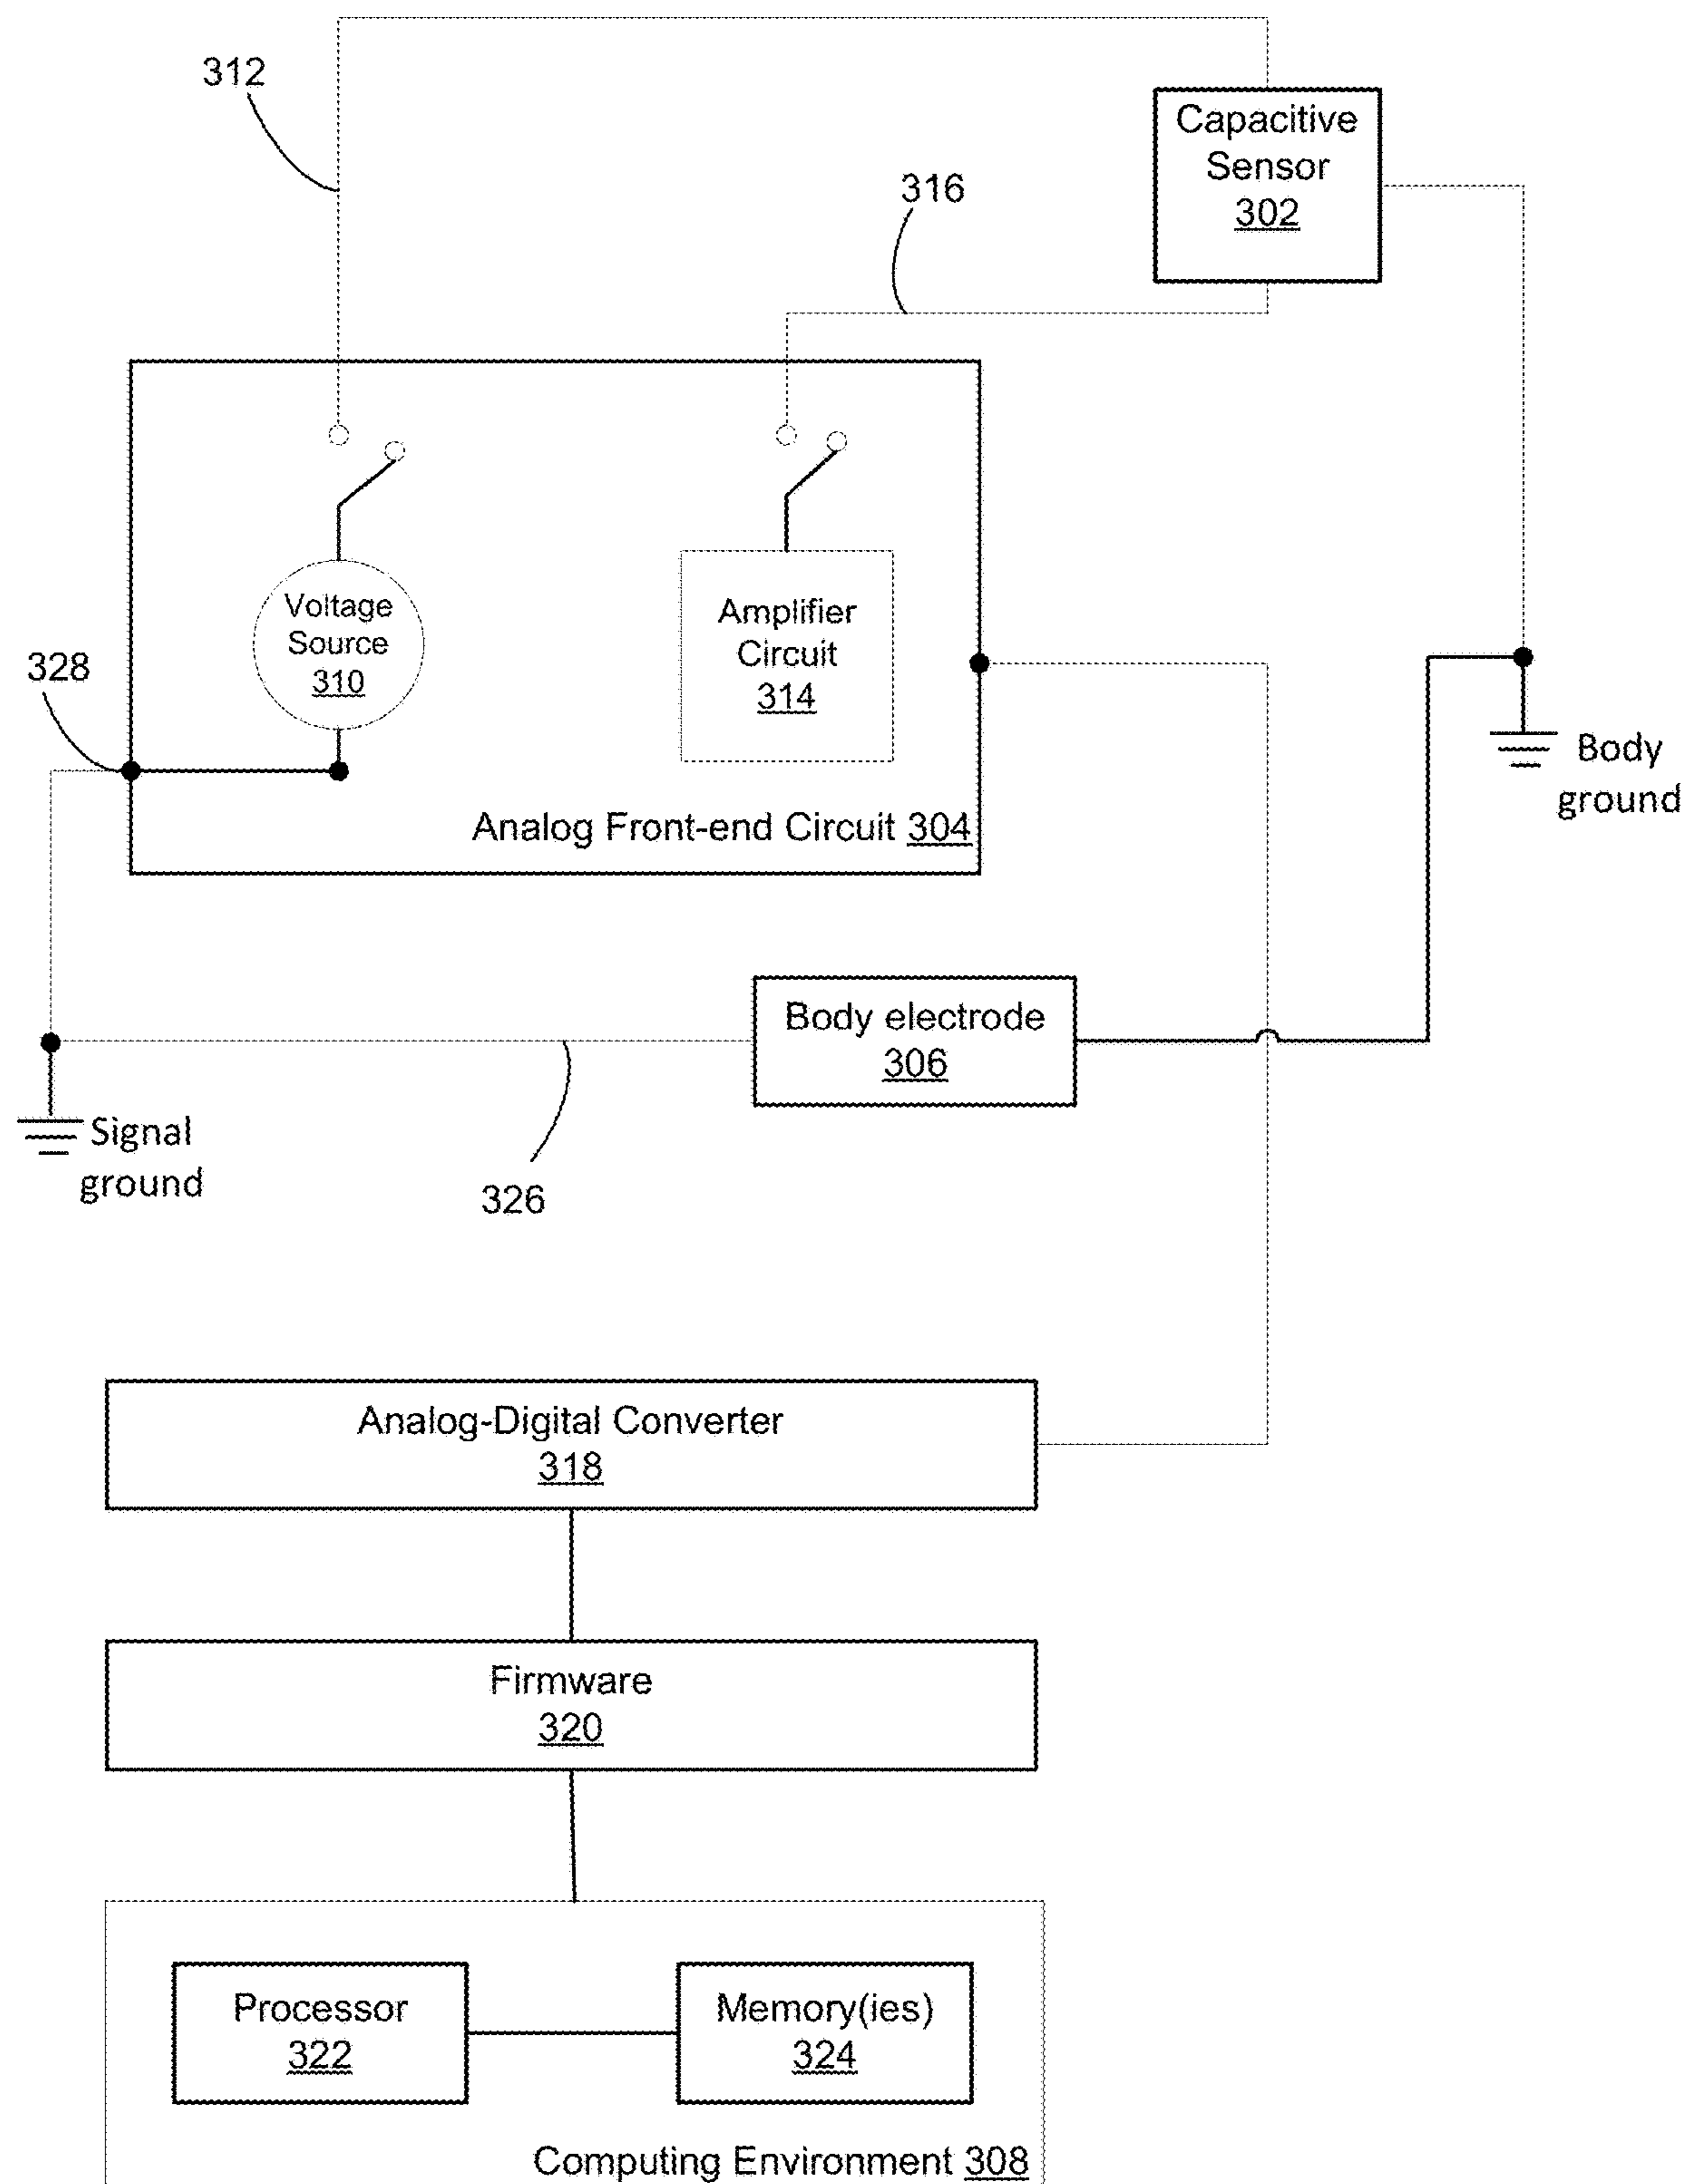 312
Capacitive
Sensor
302
316
Voltage
Source
310
Amplifier
Circuit
314
328
Body
ground
Analog Front-end Circuit 304
Body electrode
306
Signal
ground
326
Analog-Digital Converter
318
Firmware
320
Processor
322
Memory(ies)
324
Computing Environment 308